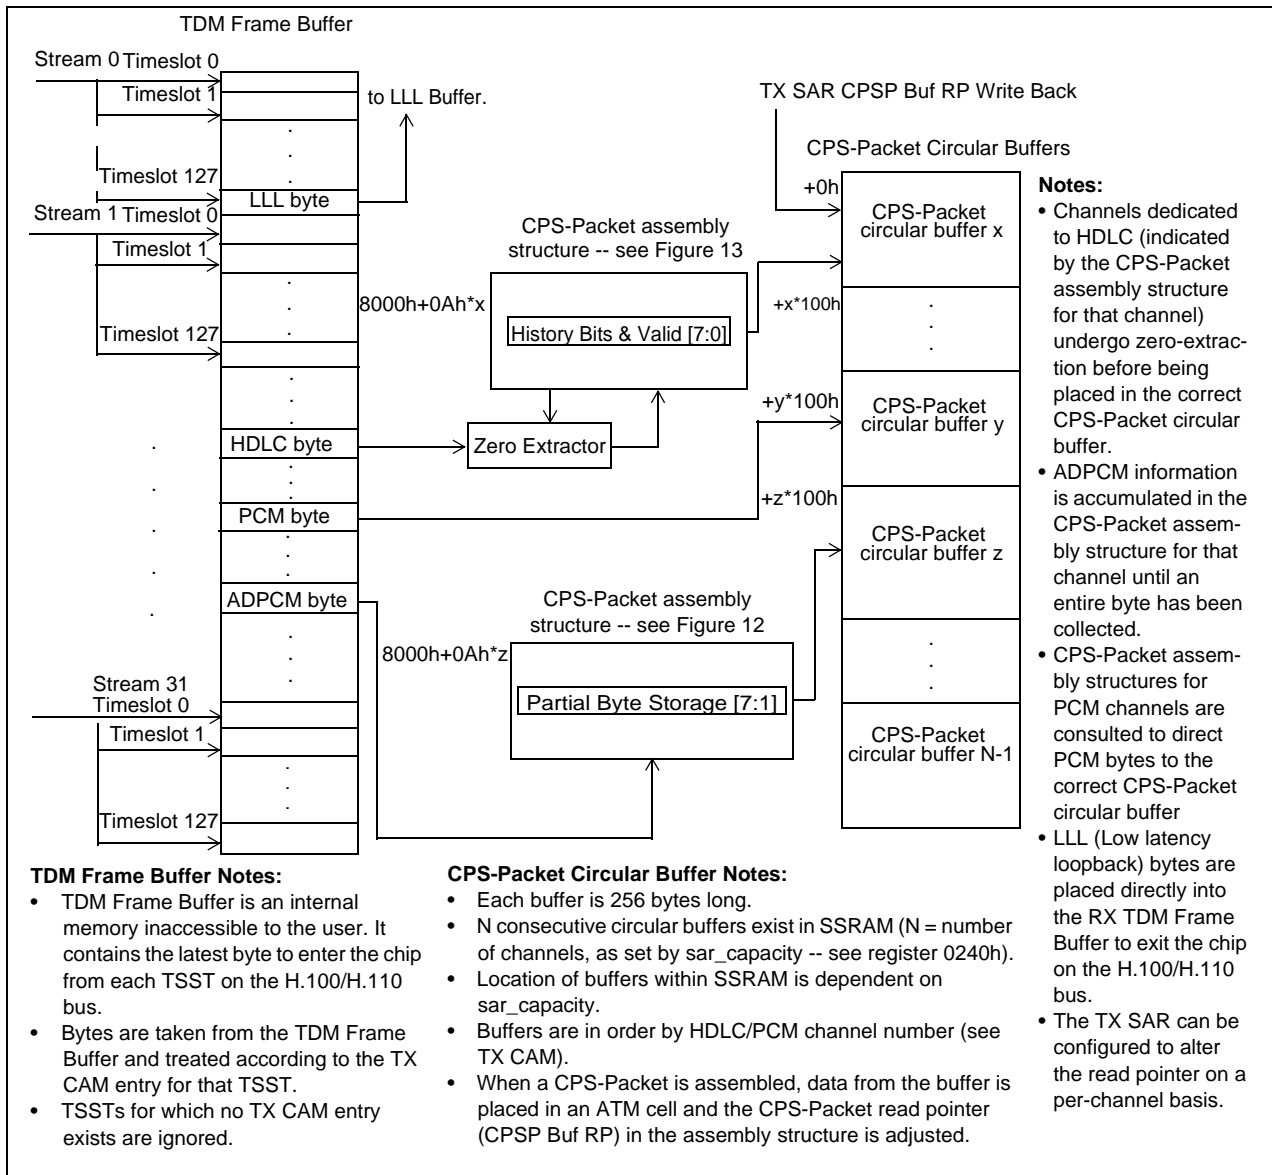 TDM Frame Buffer
Stream 0 Timeslot 0
Timeslot 1
to LLL Buffer.
TX SAR CPSP Buf RP Write Back
CPS-Packet Circular Buffers
Timeslot 127
LLL byte
+0h
CPS-Packet
circular buffer x
Stream 1 Timeslot 0
Timeslot 1
CPS-Packet assembly
structure -- see Figure 13
8000h+0Ah*x
History Bits & Valid [7:0]
+x*100h
Timeslot 127
+y*100h
CPS-Packet
circular buffer y
HDLC byte
Zero Extractor
PCM byte
+z*100h
CPS-Packet
circular buffer z
ADPCM byte
CPS-Packet assembly
structure -- see Figure 12
8000h+0Ah*z
Partial Byte Storage [7:1]
Stream 31
Timeslot 0
Timeslot 1
CPS-Packet
circular buffer N-1
Timeslot 127
Notes:
• Channels dedicated
to HDLC (indicated
by the CPS-Packet
assembly structure
for that channel)
undergo zero-extrac-
tion before being
placed in the correct
CPS-Packet circular
buffer.
• ADPCM information
is accumulated in the
CPS-Packet assem-
bly structure for that
channel until an
entire byte has been
collected.
• CPS-Packet assem-
bly structures for
PCM channels are
consulted to direct
PCM bytes to the
correct CPS-Packet
circular buffer
• LLL (Low latency
loopback) bytes are
placed directly into
the RX TDM Frame
Buffer to exit the chip
on the H.100/H.110
bus.
• The TX SAR can be
configured to alter
the read pointer on a
per-channel basis.
TDM Frame Buffer Notes:
• TDM Frame Buffer is an internal
memory inaccessible to the user. It
contains the latest byte to enter the chip
from each TSST on the H.100/H.110
bus.
• Bytes are taken from the TDM Frame
Buffer and treated according to the TX
CAM entry for that TSST.
• TSSTs for which no TX CAM entry
exists are ignored.
CPS-Packet Circular Buffer Notes:
• Each buffer is 256 bytes long.
• N consecutive circular buffers exist in SSRAM (N = number
of channels, as set by sar_capacity -- see register 0240h).
• Location of buffers within SSRAM is dependent on
sar_capacity.
• Buffers are in order by HDLC/PCM channel number (see
TX CAM).
• When a CPS-Packet is assembled, data from the buffer is
placed in an ATM cell and the CPS-Packet read pointer
(CPSP Buf RP) in the assembly structure is adjusted.